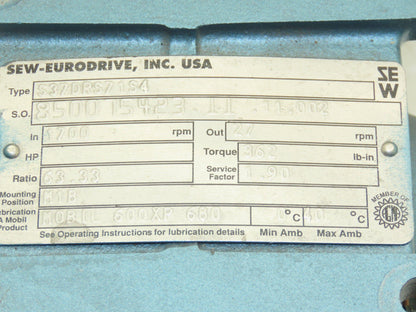 SEW-EURODRIVE, INC. USA
SEW
Type S37DRS71S4
S.O. 850015423.11.11.002
In 1700 rpm Out 27 rpm
HP Torque 362 lb-in
Ratio 63.33 Service Factor 1.90
Mounting Position M1B
Lubrication A Mobil Product MOBIL 600XP 680 °C 40 °C
See Operating Instructions for lubrication details Min Amb Max Amb
MEMBER OF